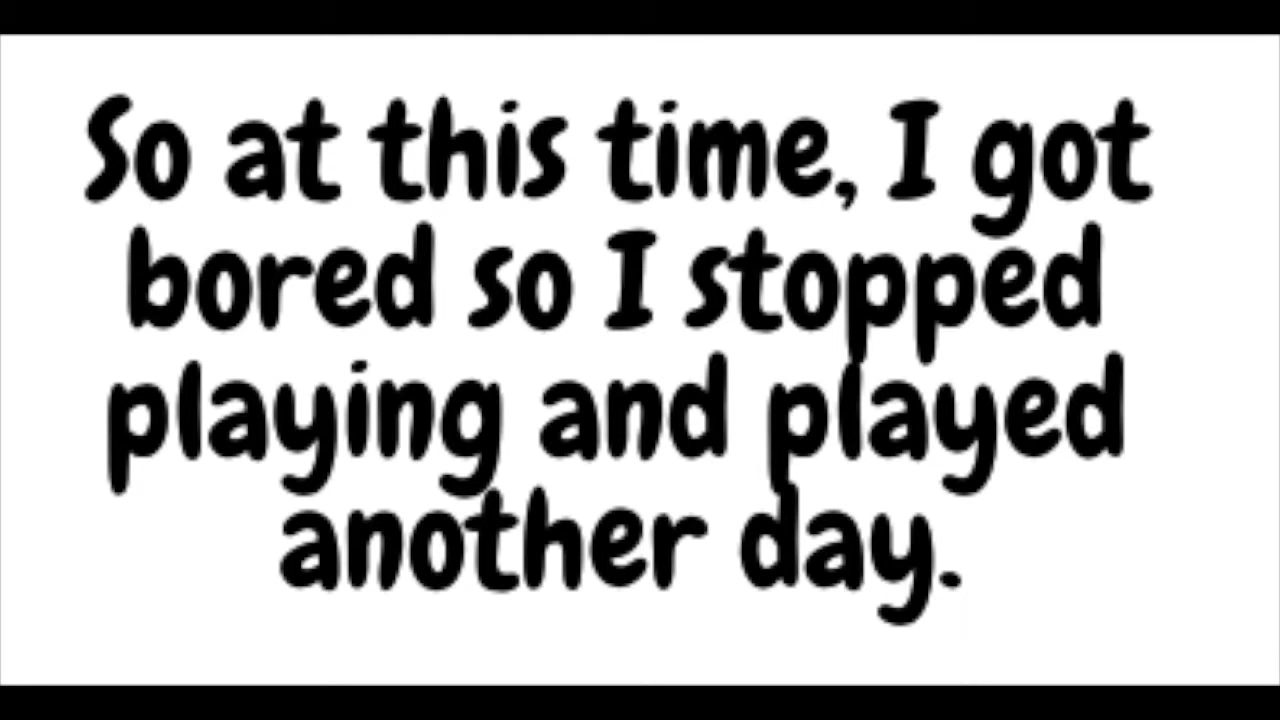 So at this time, I got
bored so I stopped
playing and played
another day.